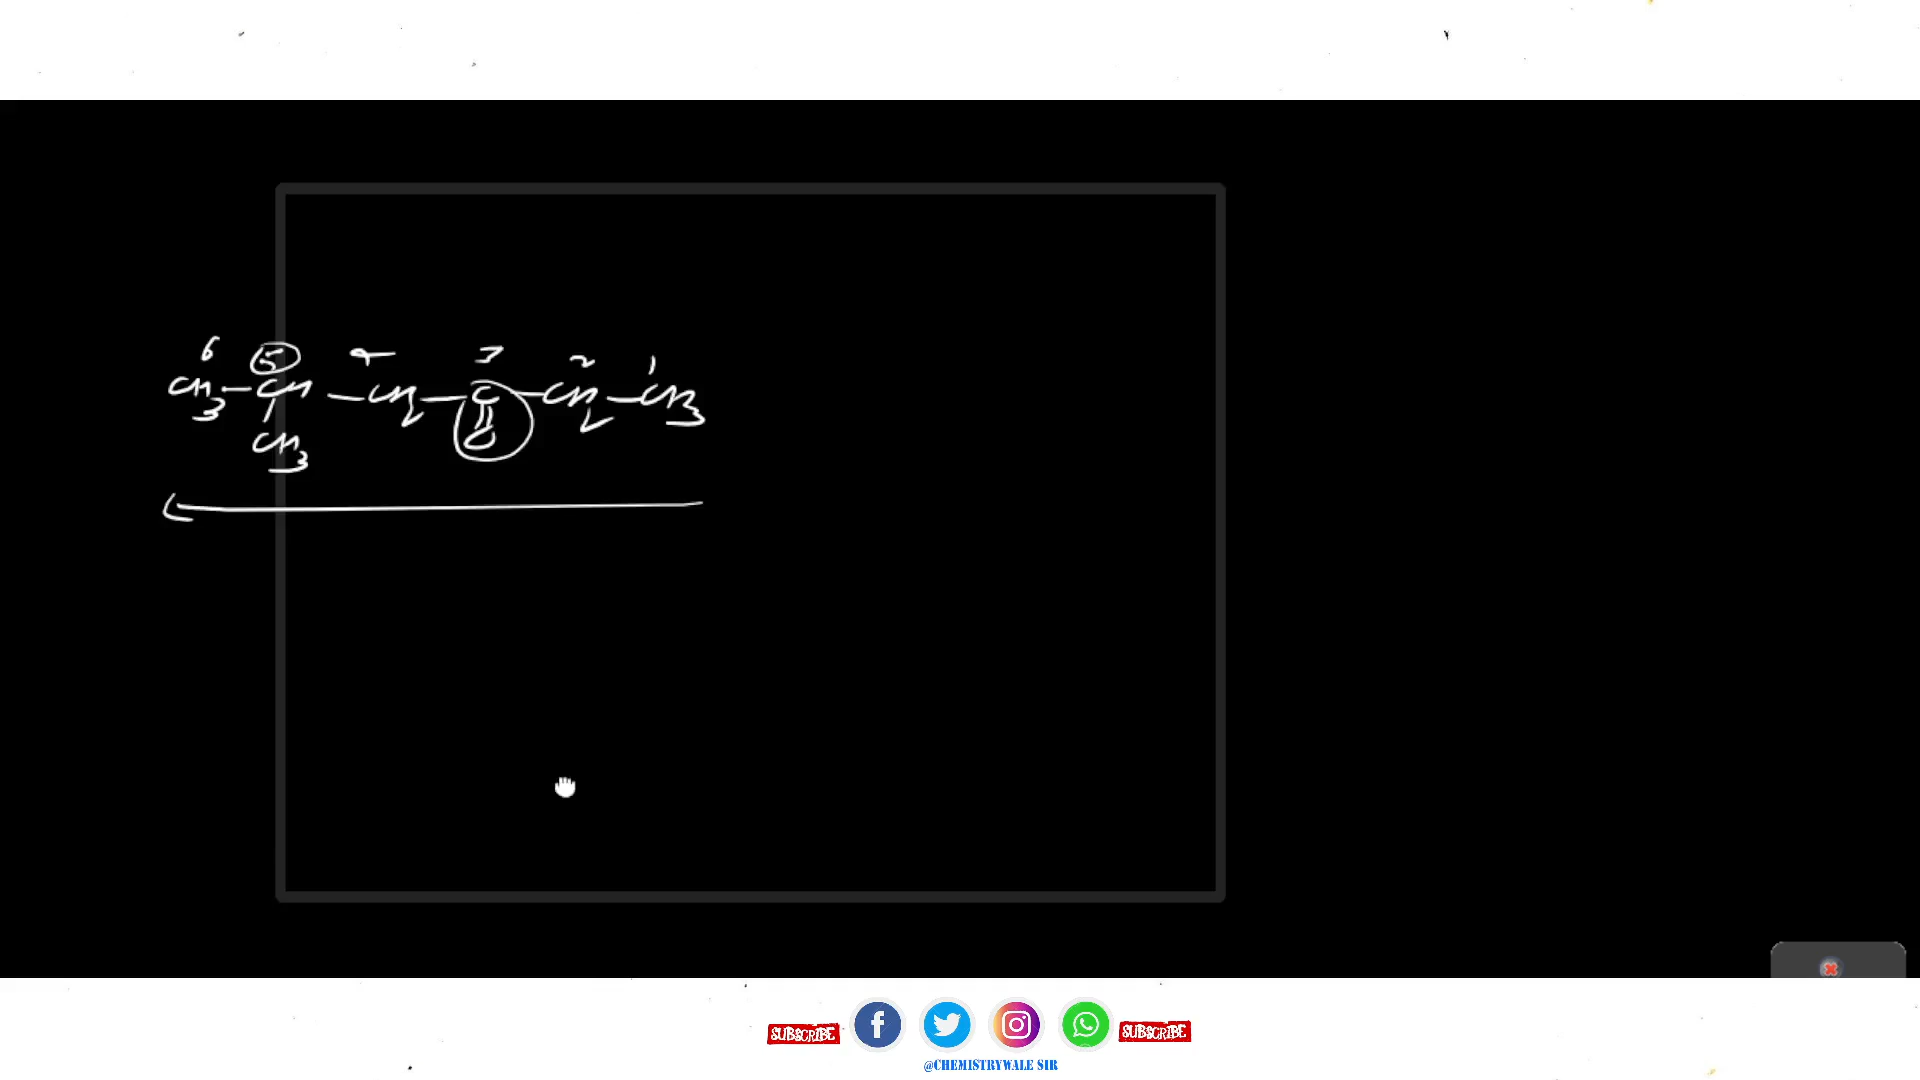 6 5 4 3 2 1
CH3-CH-CH2-C-CH2-CH3
CH3 O
SUBSCRIBE SUBSCRIBE
@CHEMISTRYWALE SIR